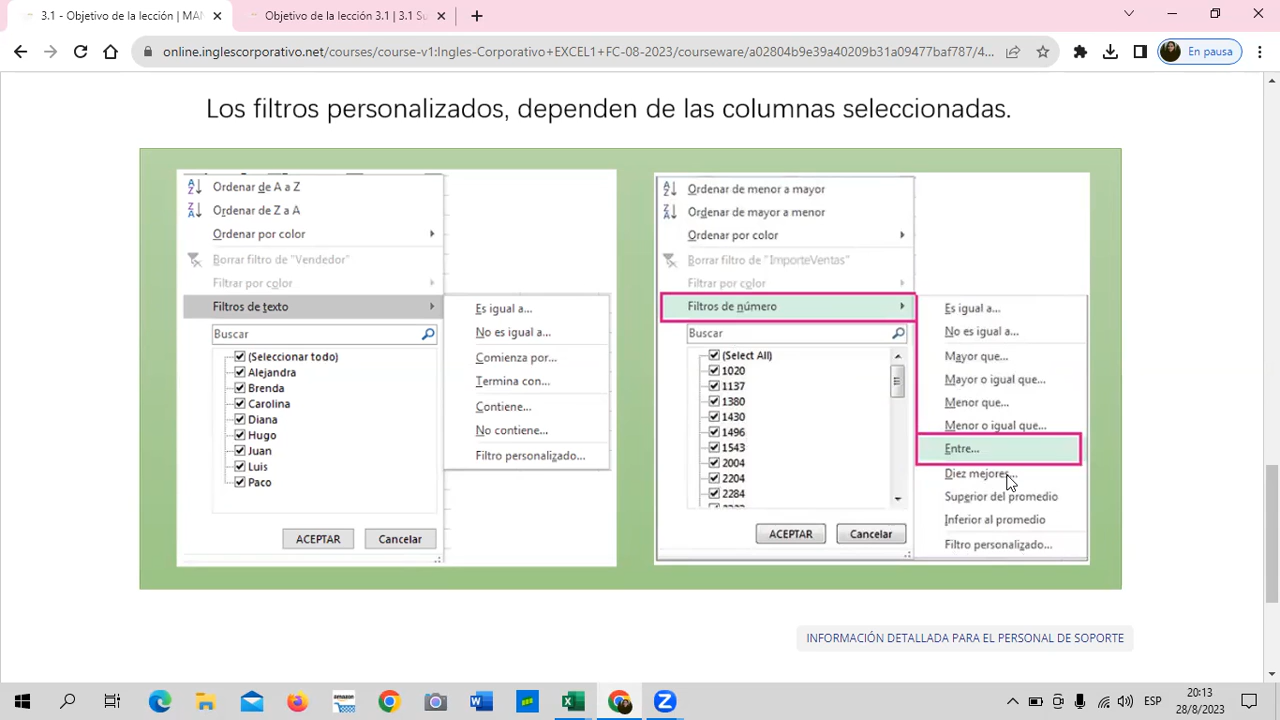 3.1 - Objetivo de la lección | MAN
Objetivo de la lección 3.1 | 3.1 Su
online.inglescorporativo.net/courses/course-v1:Ingles-Corporativo+EXCEL1+FC-08-2023/courseware/a02804b9e39a40209b31a09477baf787/4...
En pausa
Los filtros personalizados, dependen de las columnas seleccionadas.
Ordenar de A a Z
Ordenar de Z a A
Ordenar por color
Borrar filtro de "Vendedor"
Filtrar por color
Filtros de texto
Buscar
(Seleccionar todo)
Alejandra
Brenda
Carolina
Diana
Hugo
Juan
Luis
Paco
ACEPTAR Cancelar
Es igual a...
No es igual a...
Comienza por...
Termina con...
Contiene...
No contiene...
Filtro personalizado...
Ordenar de menor a mayor
Ordenar de mayor a menor
Ordenar por color
Borrar filtro de "ImporteVentas"
Filtrar por color
Filtros de número
Buscar
(Select All)
1020
1137
1380
1430
1496
1543
2004
2204
2284
ACEPTAR Cancelar
Es igual a...
No es igual a...
Mayor que...
Mayor o igual que...
Menor que...
Menor o igual que...
Entre...
Diez mejores...
Superior del promedio
Inferior al promedio
Filtro personalizado...
INFORMACIÓN DETALLADA PARA EL PERSONAL DE SOPORTE
ESP
20:13
28/8/2023